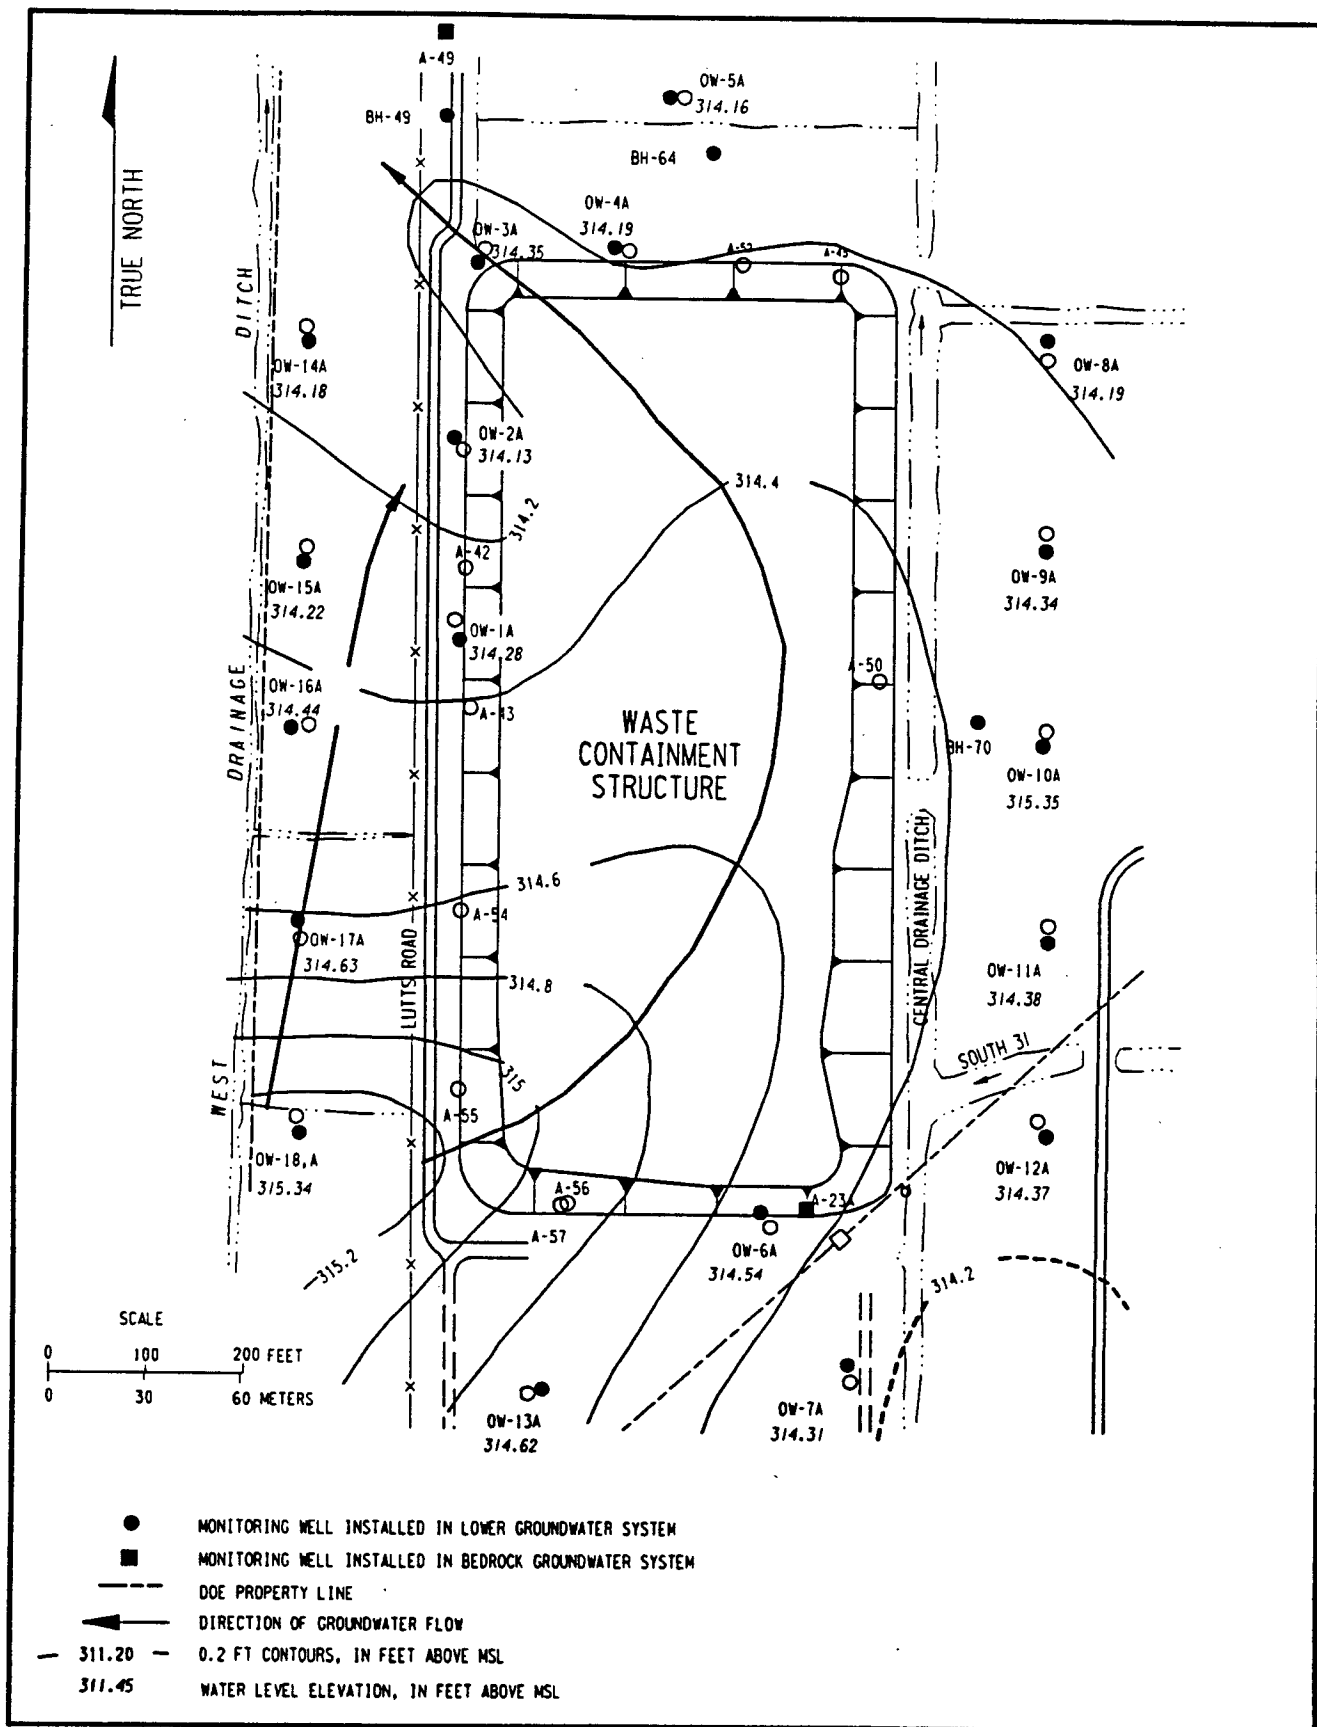 A-49
OW-5A
314.16
BH-49
BH-64
TRUE NORTH
OW-4A
314.19
OW-3A
314.35
A-52
A-45
DITCH
OW-14A
314.18
OW-8A
314.19
OW-2A
314.13
314.4
314.2
A-42
OW-15A
314.22
OW-9A
314.34
OW-1A
314.28
A-50
OW-16A
314.44
A-43
WASTE
CONTAINMENT
STRUCTURE
BH-70
OW-10A
315.35
DRAINAGE
314.6
A-54
CENTRAL DRAINAGE DITCH
OW-17A
314.63
LUTTS ROAD
314.8
OW-11A
314.38
SOUTH 31
315
WEST
A-55
OW-18,A
315.34
OW-12A
314.37
A-56
A-23A
A-57
OW-6A
314.54
315.2
314.2
SCALE
0 100 200 FEET
0 30 60 METERS
OW-13A
314.62
OW-7A
314.31
MONITORING WELL INSTALLED IN LOWER GROUNDWATER SYSTEM
MONITORING WELL INSTALLED IN BEDROCK GROUNDWATER SYSTEM
DOE PROPERTY LINE
DIRECTION OF GROUNDWATER FLOW
311.20 0.2 FT CONTOURS, IN FEET ABOVE MSL
311.45 WATER LEVEL ELEVATION, IN FEET ABOVE MSL